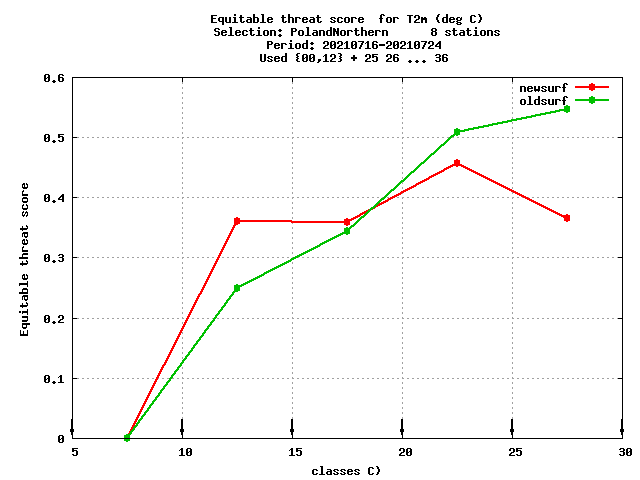 Equitable threat score  for T2m (deg C)
Selection: PolandNorthern      8 stations
Period: 20210716-20210724
Used {00,12} + 25 26 ... 36
newsurf
oldsurf
Equitable threat score
0.6
0.5
0.4
0.3
0.2
0.1
0
5 10 15 20 25 30
classes C)